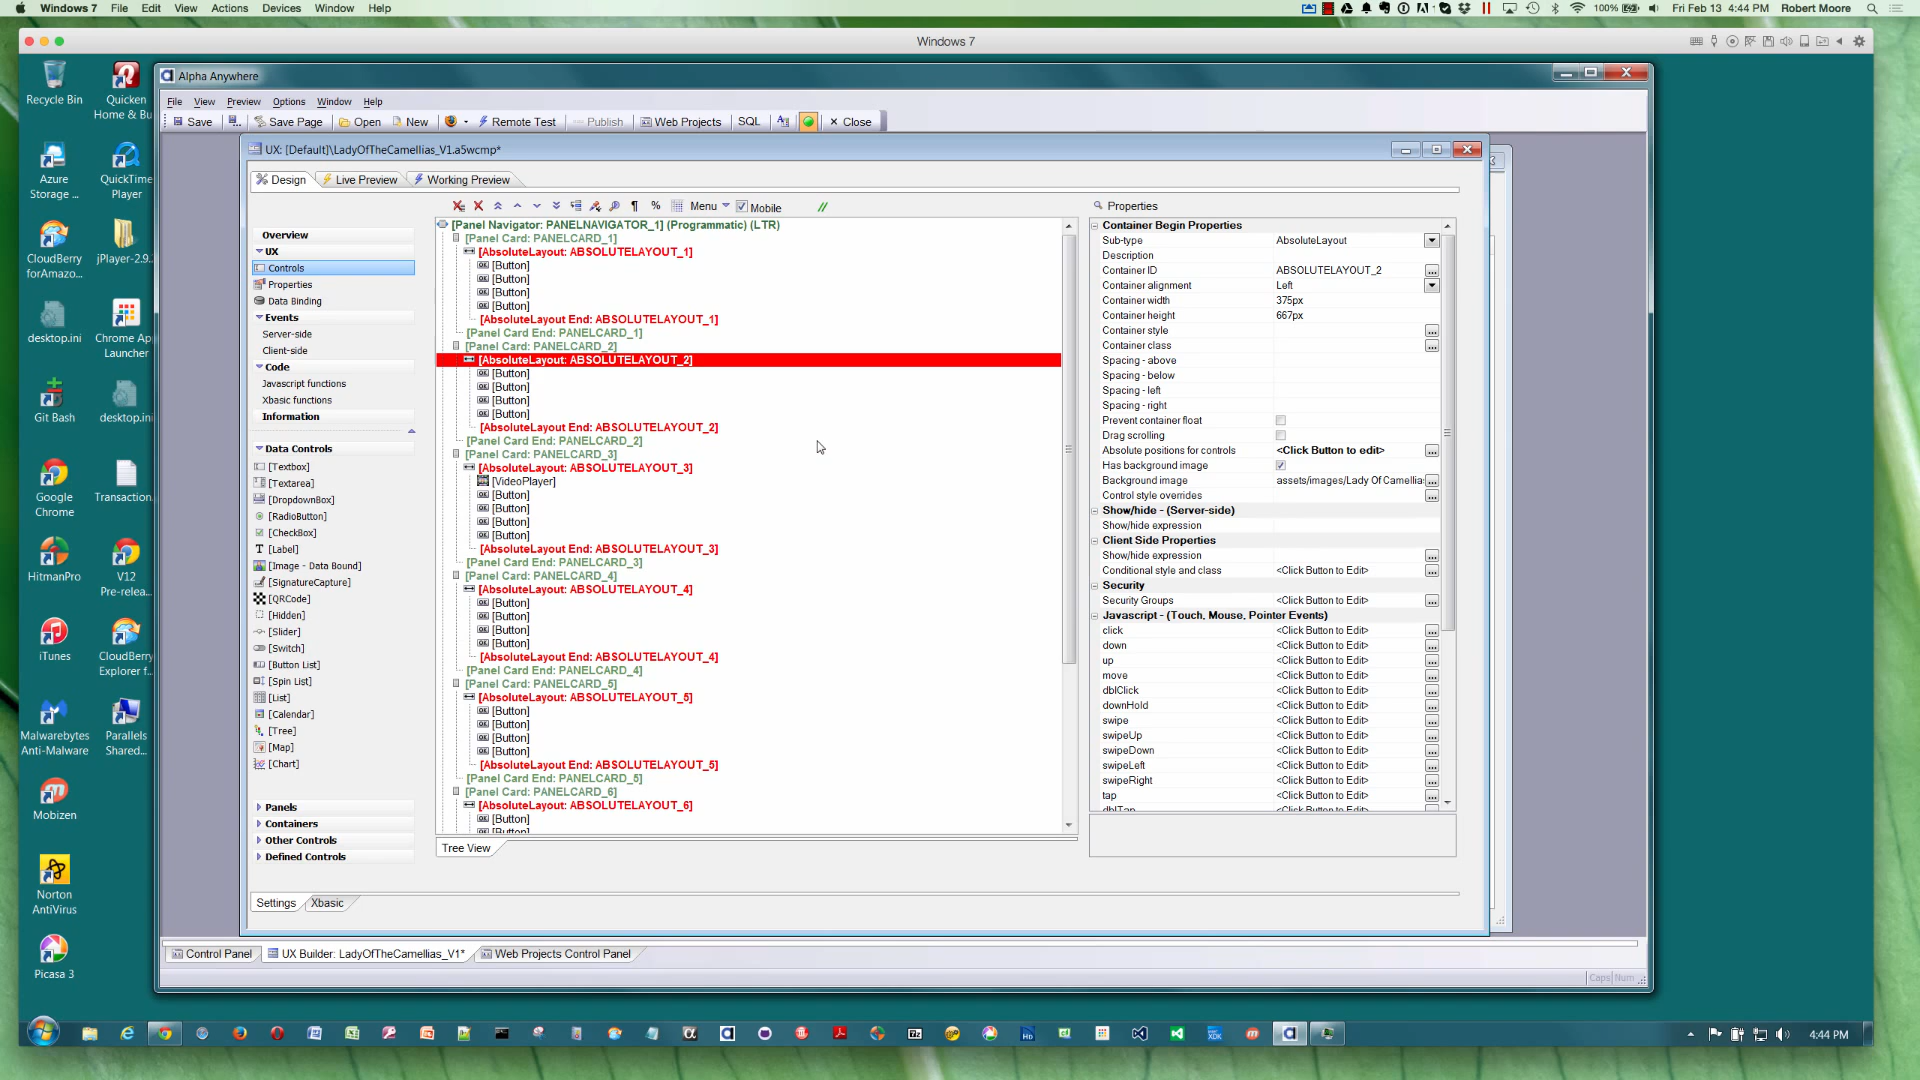 Windows 7 File Edit View Actions Devices Window Help
100% Fri Feb 13 4:44 PM Robert Moore
Windows 7
Recycle Bin
Quicken Home & Bu
Azure Storage ...
QuickTime Player
CloudBerry forAmazo...
jPlayer-2.9.
desktop.ini
Chrome Ap Launcher
Git Bash
desktop.ini
Google Chrome
Transaction.
HitmanPro
V12 Pre-relea...
iTunes
CloudBerry Explorer f...
Malwarebytes Anti-Malware
Parallels Shared...
Mobizen
Norton AntiVirus
Picasa 3
Alpha Anywhere
File View Preview Options Window Help
Save Save Page Open New Remote Test Publish Web Projects SQL Close
UX: [Default]\LadyOfTheCamellias_V1.a5wcmp*
Design Live Preview Working Preview
Menu Mobile
Overview
UX
Controls
Properties
Data Binding
Events
Server-side
Client-side
Code
Javascript functions
Xbasic functions
Information
Data Controls
[Textbox]
[Textarea]
[DropdownBox]
[RadioButton]
[CheckBox]
[Label]
[Image - Data Bound]
[SignatureCapture]
[QRCode]
[Hidden]
[Slider]
[Switch]
[Button List]
[Spin List]
[List]
[Calendar]
[Tree]
[Map]
[Chart]
Panels
Containers
Other Controls
Defined Controls
[Panel Navigator: PANELNAVIGATOR_1] (Programmatic) (LTR)
[Panel Card: PANELCARD_1]
[AbsoluteLayout: ABSOLUTELAYOUT_1]
[Button]
[Button]
[Button]
[Button]
[AbsoluteLayout End: ABSOLUTELAYOUT_1]
[Panel Card End: PANELCARD_1]
[Panel Card: PANELCARD_2]
[AbsoluteLayout: ABSOLUTELAYOUT_2]
[Button]
[Button]
[Button]
[Button]
[AbsoluteLayout End: ABSOLUTELAYOUT_2]
[Panel Card End: PANELCARD_2]
[Panel Card: PANELCARD_3]
[AbsoluteLayout: ABSOLUTELAYOUT_3]
[VideoPlayer]
[Button]
[Button]
[Button]
[Button]
[AbsoluteLayout End: ABSOLUTELAYOUT_3]
[Panel Card End: PANELCARD_3]
[Panel Card: PANELCARD_4]
[AbsoluteLayout: ABSOLUTELAYOUT_4]
[Button]
[Button]
[Button]
[Button]
[AbsoluteLayout End: ABSOLUTELAYOUT_4]
[Panel Card End: PANELCARD_4]
[Panel Card: PANELCARD_5]
[AbsoluteLayout: ABSOLUTELAYOUT_5]
[Button]
[Button]
[Button]
[Button]
[AbsoluteLayout End: ABSOLUTELAYOUT_5]
[Panel Card End: PANELCARD_5]
[Panel Card: PANELCARD_6]
[AbsoluteLayout: ABSOLUTELAYOUT_6]
[Button]
[Button]
Tree View
Properties
Container Begin Properties
Sub-type AbsoluteLayout
Description
Container ID ABSOLUTELAYOUT_2
Container alignment Left
Container width 375px
Container height 667px
Container style
Container class
Spacing - above
Spacing - below
Spacing - left
Spacing - right
Prevent container float
Drag scrolling
Absolute positions for controls <Click Button to edit>
Has background image
Background image assets/images/Lady Of Camellia
Control style overrides
Show/hide - (Server-side)
Show/hide expression
Client Side Properties
Show/hide expression
Conditional style and class <Click Button to Edit>
Security
Security Groups <Click Button to Edit>
Javascript - (Touch, Mouse, Pointer Events)
click <Click Button to Edit>
down <Click Button to Edit>
up <Click Button to Edit>
move <Click Button to Edit>
dblClick <Click Button to Edit>
downHold <Click Button to Edit>
swipe <Click Button to Edit>
swipeUp <Click Button to Edit>
swipeDown <Click Button to Edit>
swipeLeft <Click Button to Edit>
swipeRight <Click Button to Edit>
tap <Click Button to Edit>
dblTap <Click Button to Edit>
Settings Xbasic
Control Panel UX Builder: LadyOfTheCamellias_V1* Web Projects Control Panel
Caps Num
4:44 PM